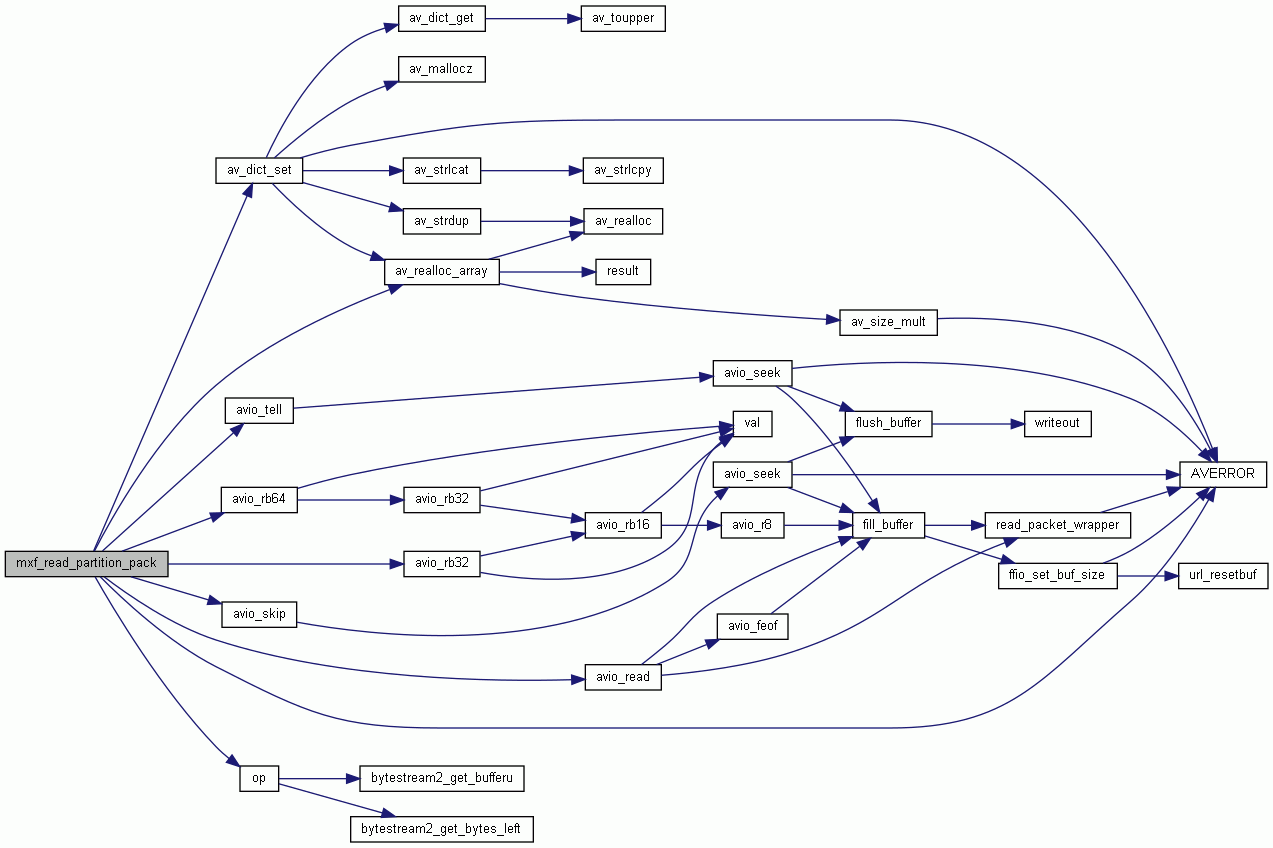 av_dict_get
av_toupper
av_mallocz
av_dict_set
av_strlcat
av_strlcpy
av_strdup
av_realloc
av_realloc_array
result
av_size_mult
avio_seek
avio_tell
val
flush_buffer
writeout
avio_seek
AVERROR
avio_rb64
avio_rb32
avio_rb16
avio_r8
fill_buffer
read_packet_wrapper
mxf_read_partition_pack
avio_rb32
ffio_set_buf_size
url_resetbuf
avio_skip
avio_feof
avio_read
op
bytestream2_get_bufferu
bytestream2_get_bytes_left